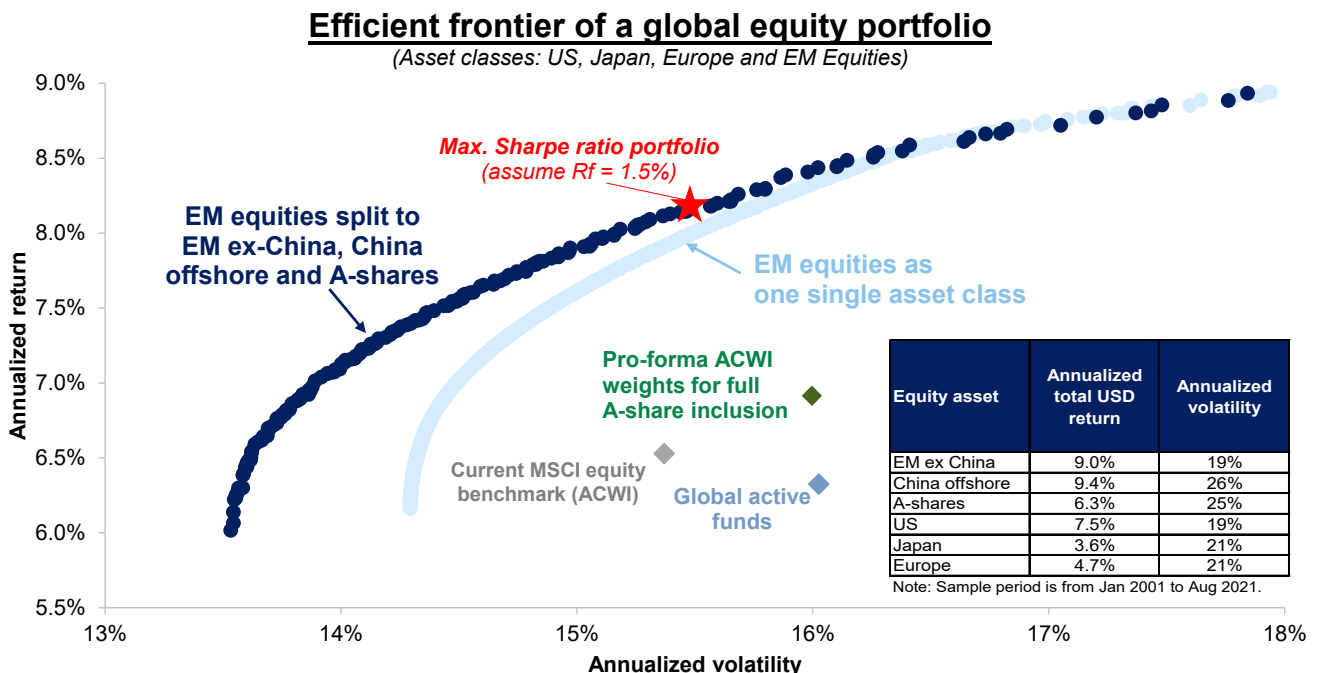 Efficient frontier of a global equity portfolio
(Asset classes: US, Japan, Europe and EM Equities)
9.0%
8.5%
8.0%
7.5%
7.0%
6.5%
6.0%
5.5%
Annualized return
Max. Sharpe ratio portfolio
(assume Rf = 1.5%)
EM equities split to
EM ex-China, China
offshore and A-shares
EM equities as
one single asset class
Pro-forma ACWI
weights for full
A-share inclusion
Current MSCI equity
benchmark (ACWI)
Global active
funds
Equity asset Annualized total USD return Annualized volatility
EM ex China 9.0% 19%
China offshore 9.4% 26%
A-shares 6.3% 25%
US 7.5% 19%
Japan 3.6% 21%
Europe 4.7% 21%
Note: Sample period is from Jan 2001 to Aug 2021.
13% 14% 15% 16% 17% 18%
Annualized volatility